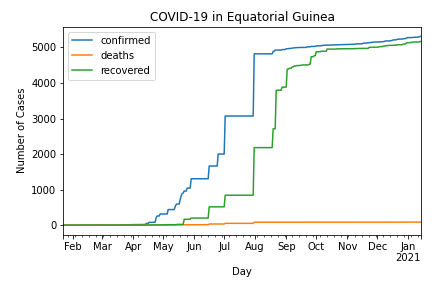 COVID-19 in Equatorial Guinea
confirmed
deaths
recovered
Number of Cases
5000
4000
3000
2000
1000
0
Feb Mar Apr May Jun Jul Aug Sep Oct Nov Dec Jan
2021
Day